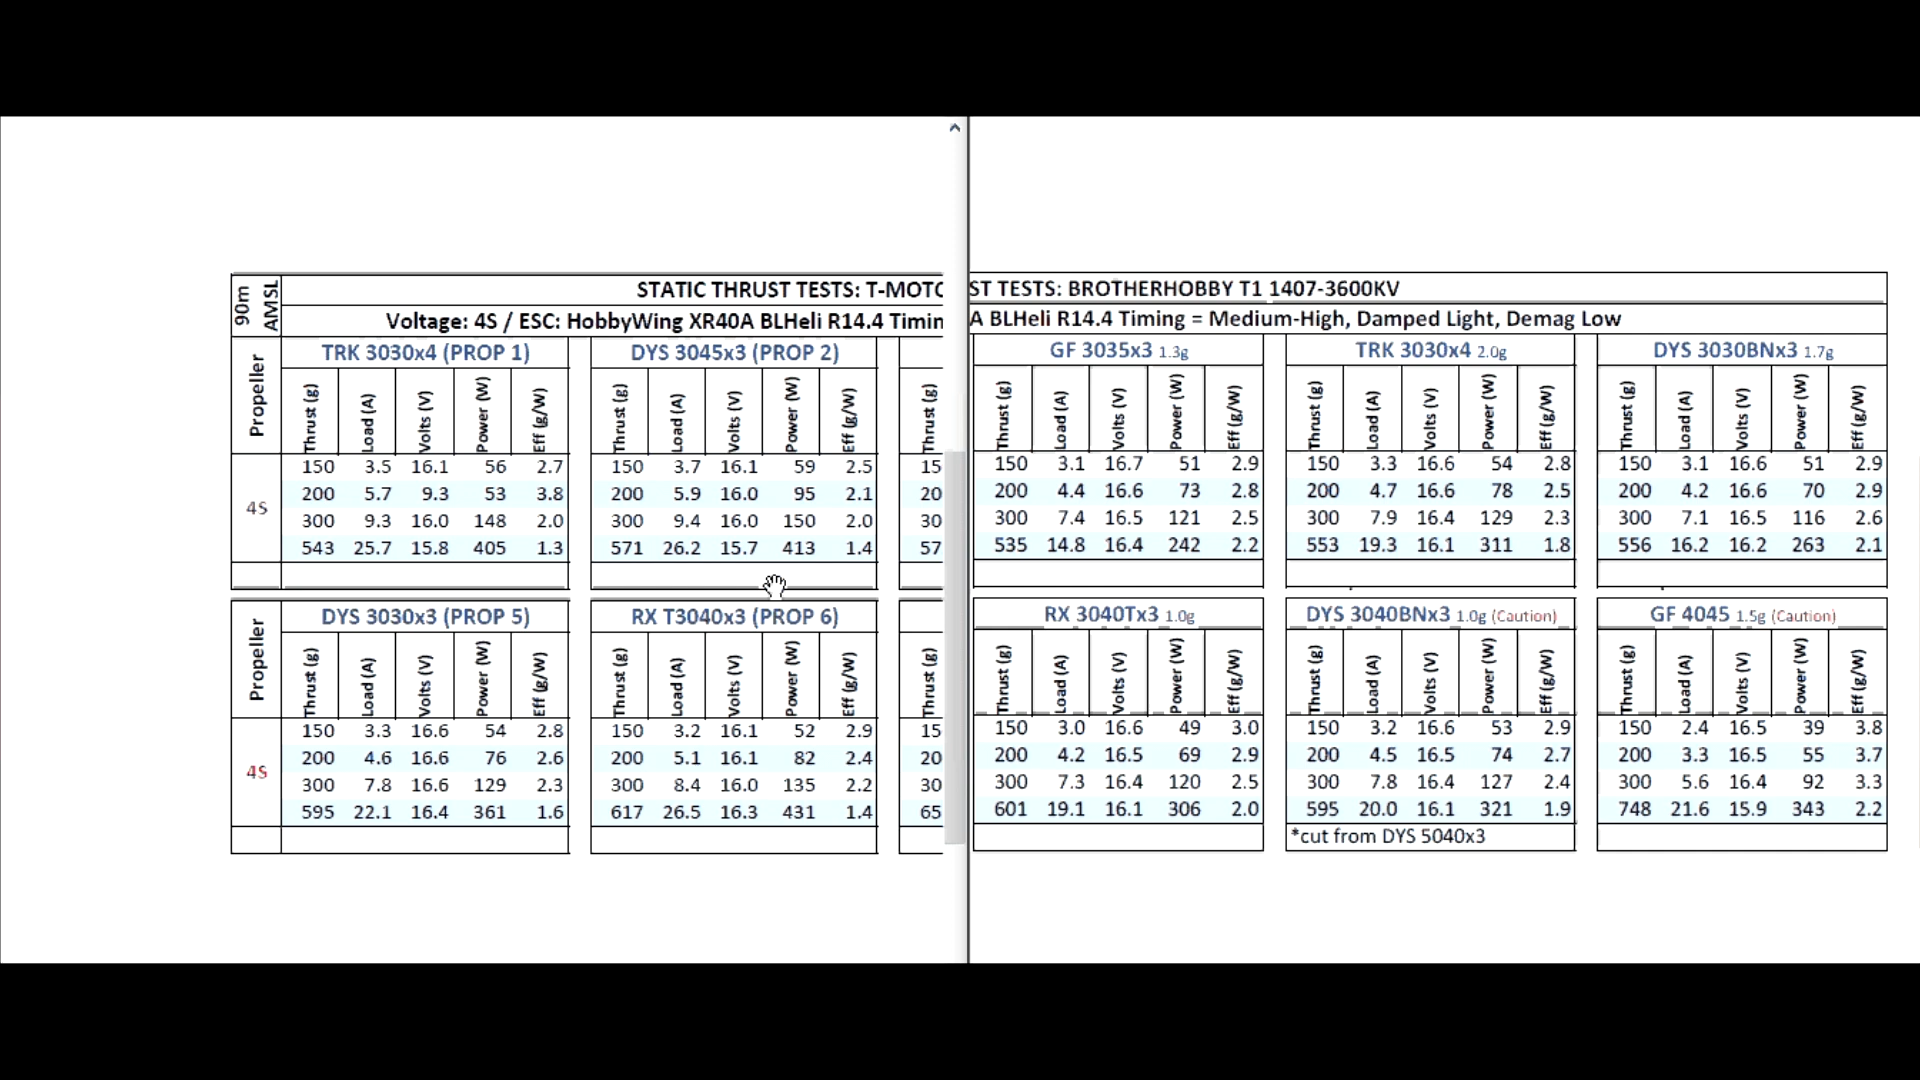 90m AMSL
STATIC THRUST TESTS: T-MOTO
Voltage: 4S / ESC: HobbyWing XR40A BLHeli R14.4 Timin
Propeller
TRK 3030x4 (PROP 1)
DYS 3045x3 (PROP 2)
Thrust (g) Load (A) Volts (V) Power (W) Eff (g/W) Thrust (g) Load (A) Volts (V) Power (W) Eff (g/W) Thrust (g)
4S
150 3.5 16.1 56 2.7 150 3.7 16.1 59 2.5 15
200 5.7 9.3 53 3.8 200 5.9 16.0 95 2.1 20
300 9.3 16.0 148 2.0 300 9.4 16.0 150 2.0 30
543 25.7 15.8 405 1.3 571 26.2 15.7 413 1.4 57
Propeller
DYS 3030x3 (PROP 5)
RX T3040x3 (PROP 6)
Thrust (g) Load (A) Volts (V) Power (W) Eff (g/W) Thrust (g) Load (A) Volts (V) Power (W) Eff (g/W) Thrust (g)
4S
150 3.3 16.6 54 2.8 150 3.2 16.1 52 2.9 15
200 4.6 16.6 76 2.6 200 5.1 16.1 82 2.4 20
300 7.8 16.6 129 2.3 300 8.4 16.0 135 2.2 30
595 22.1 16.4 361 1.6 617 26.5 16.3 431 1.4 65
ST TESTS: BROTHERHOBBY T1 1407-3600KV
A BLHeli R14.4 Timing = Medium-High, Damped Light, Demag Low
GF 3035x3 1.3g
TRK 3030x4 2.0g
DYS 3030BNx3 1.7g
Thrust (g) Load (A) Volts (V) Power (W) Eff (g/W) Thrust (g) Load (A) Volts (V) Power (W) Eff (g/W) Thrust (g) Load (A) Volts (V) Power (W) Eff (g/W)
150 3.1 16.7 51 2.9 150 3.3 16.6 54 2.8 150 3.1 16.6 51 2.9
200 4.4 16.6 73 2.8 200 4.7 16.6 78 2.5 200 4.2 16.6 70 2.9
300 7.4 16.5 121 2.5 300 7.9 16.4 129 2.3 300 7.1 16.5 116 2.6
535 14.8 16.4 242 2.2 553 19.3 16.1 311 1.8 556 16.2 16.2 263 2.1
RX 3040Tx3 1.0g
DYS 3040BNx3 1.0g (Caution)
GF 4045 1.5g (Caution)
Thrust (g) Load (A) Volts (V) Power (W) Eff (g/W) Thrust (g) Load (A) Volts (V) Power (W) Eff (g/W) Thrust (g) Load (A) Volts (V) Power (W) Eff (g/W)
150 3.0 16.6 49 3.0 150 3.2 16.6 53 2.9 150 2.4 16.5 39 3.8
200 4.2 16.5 69 2.9 200 4.5 16.5 74 2.7 200 3.3 16.5 55 3.7
300 7.3 16.4 120 2.5 300 7.8 16.4 127 2.4 300 5.6 16.4 92 3.3
601 19.1 16.1 306 2.0 595 20.0 16.1 321 1.9 748 21.6 15.9 343 2.2
*cut from DYS 5040x3